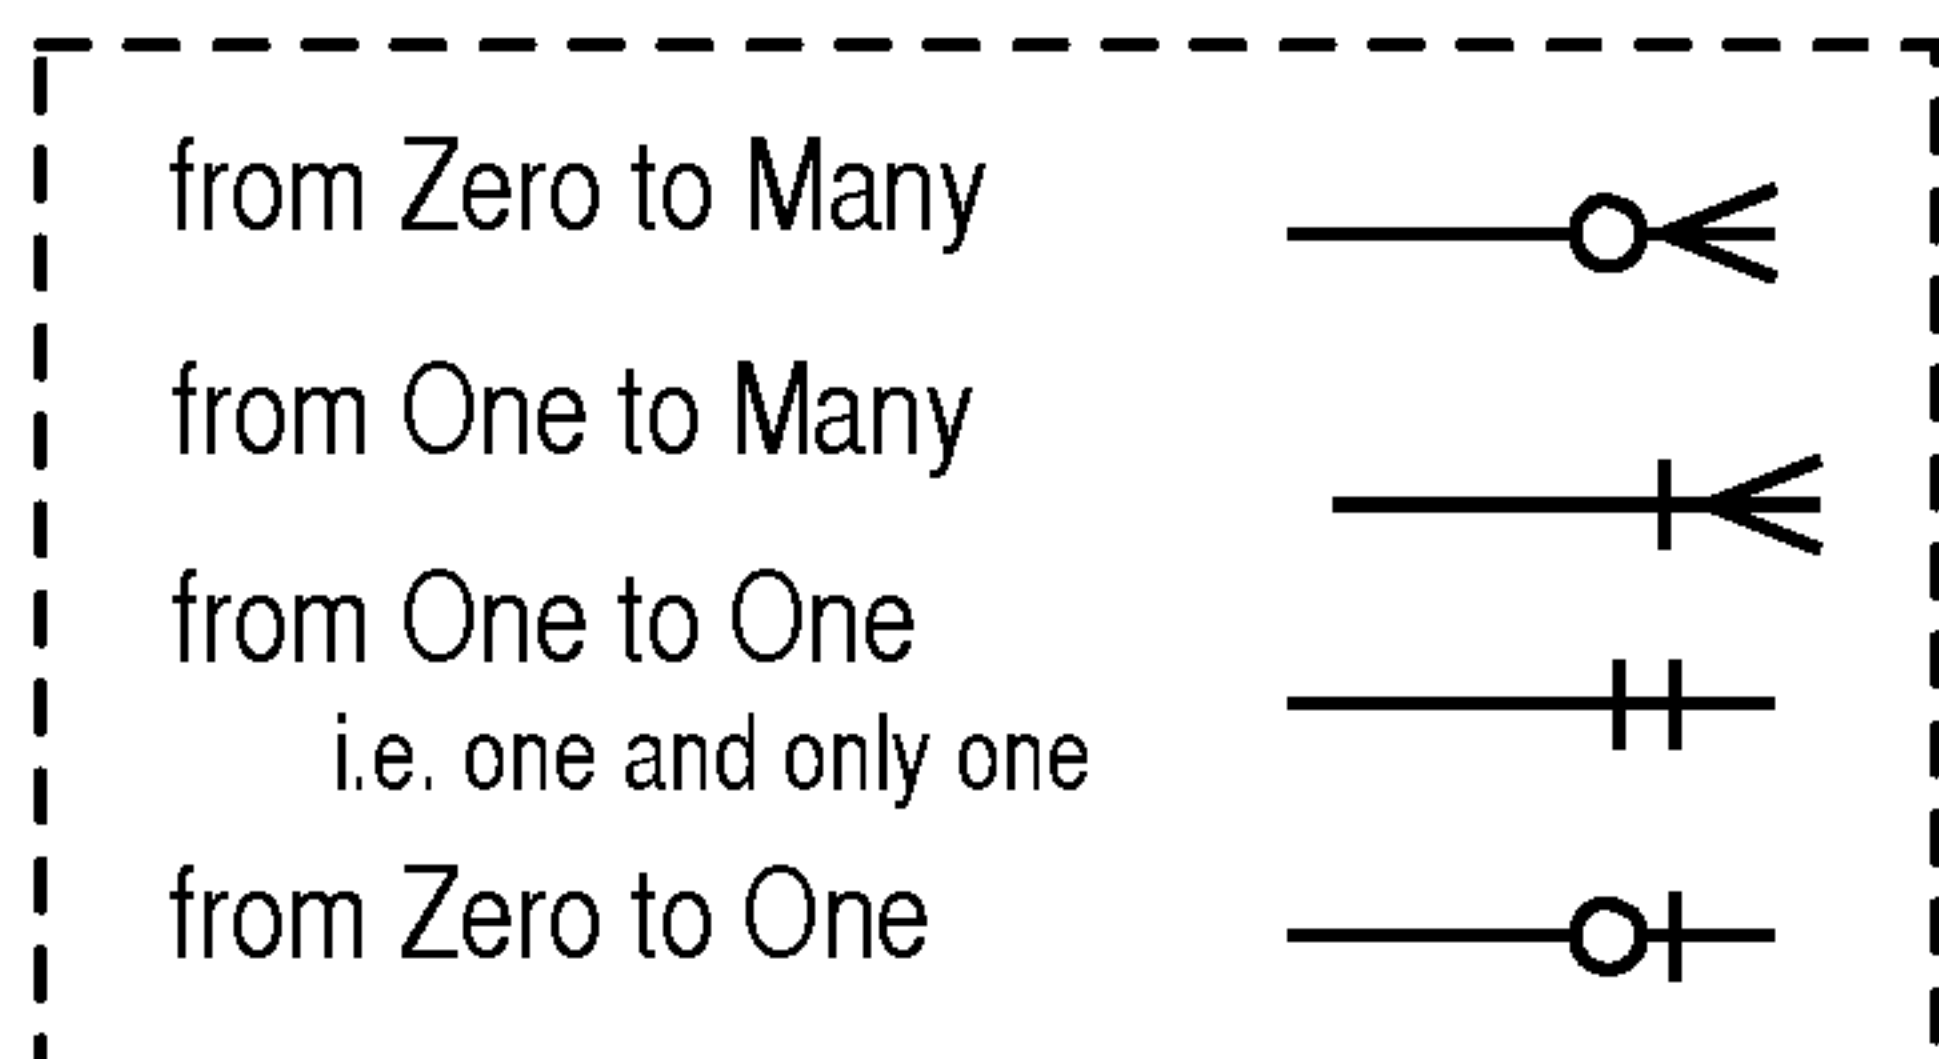 from Zero to Many
from One to Many
from One to One
i.e. one and only one
from Zero to One